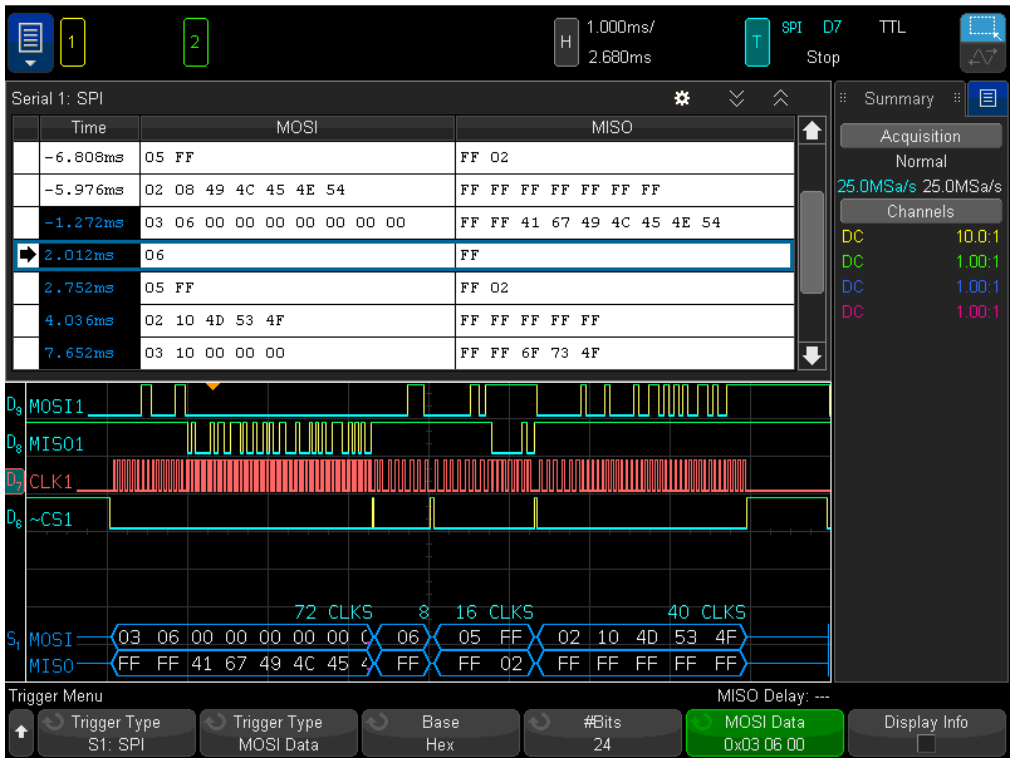 1 2 H 1.000ms/ T SPI D7 TTL
2.680ms Stop
Serial 1: SPI
Summary
Time MOSI MISO
Acquisition
-6.808ms 05 FF FF 02
Normal
-5.976ms 02 08 49 4C 45 4E 54 FF FF FF FF FF FF FF
25.0MSa/s 25.0MSa/s
Channels
-1.272ms 03 06 00 00 00 00 00 00 00 FF FF 41 67 49 4C 45 4E 54
DC 10.0:1
2.012ms 06 FF
DC 1.00:1
2.752ms 05 FF FF 02
DC 1.00:1
DC 1.00:1
4.036ms 02 10 4D 53 4F FF FF FF FF FF
7.652ms 03 10 00 00 00 FF FF 6F 73 4F
D9 MOSI1
D8 MISO1
D7 CLK1
D6 ~CS1
72 CLKS 8 16 CLKS 40 CLKS
S1 MOSI 03 06 00 00 00 00 00 06 05 FF 02 10 4D 53 4F
MISO FF FF 41 67 49 4C 45 FF FF 02 FF FF FF FF FF
Trigger Menu MISO Delay: ---
Trigger Type Trigger Type Base #Bits MOSI Data Display Info
S1: SPI MOSI Data Hex 24 0x03 06 00